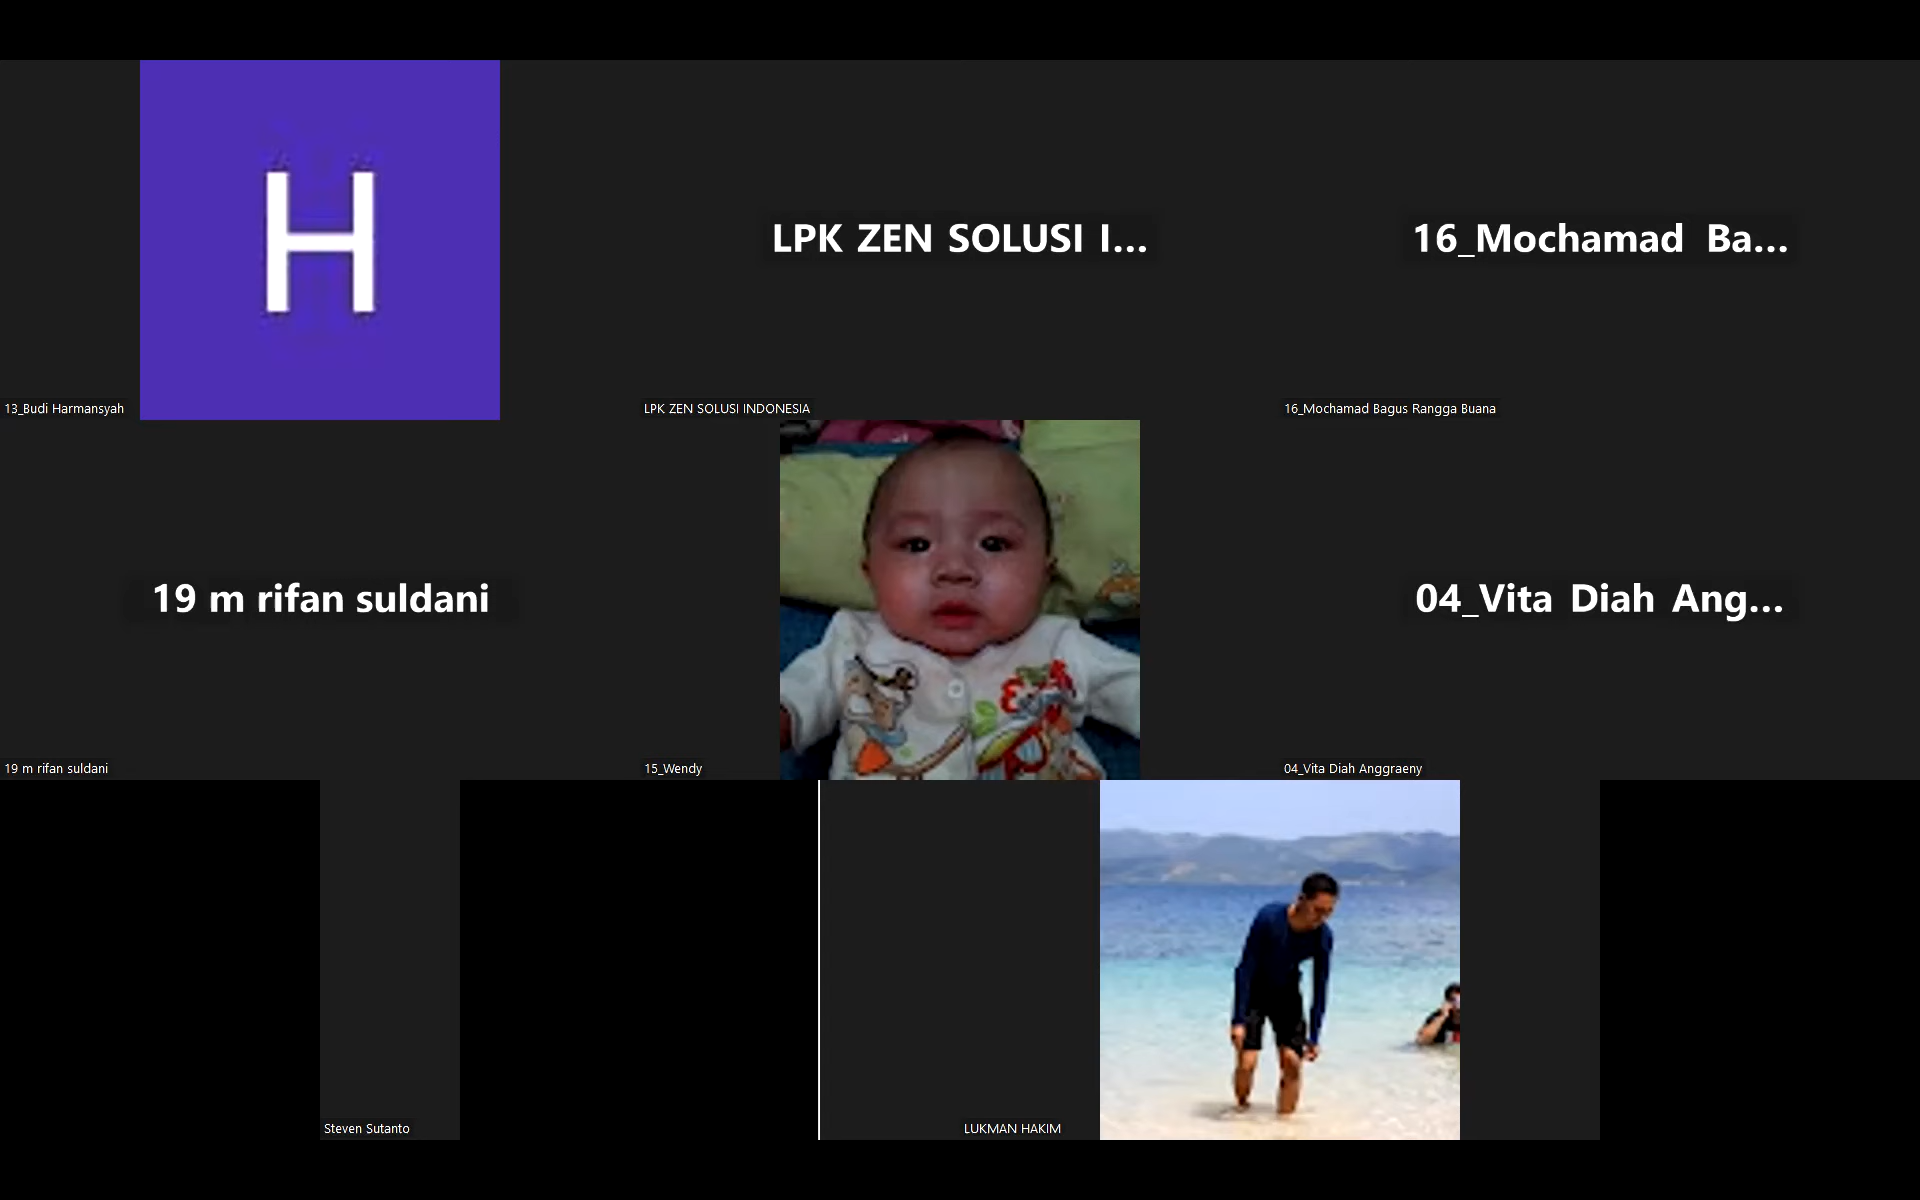 H
LPK ZEN SOLUSI I...
16_Mochamad Ba...
13_Budi Harmansyah
LPK ZEN SOLUSI INDONESIA
16_Mochamad Bagus Rangga Buana
19 m rifan suldani
04_Vita Diah Ang...
19 m rifan suldani
15_Wendy
04_Vita Diah Anggraeny
Steven Sutanto
LUKMAN HAKIM